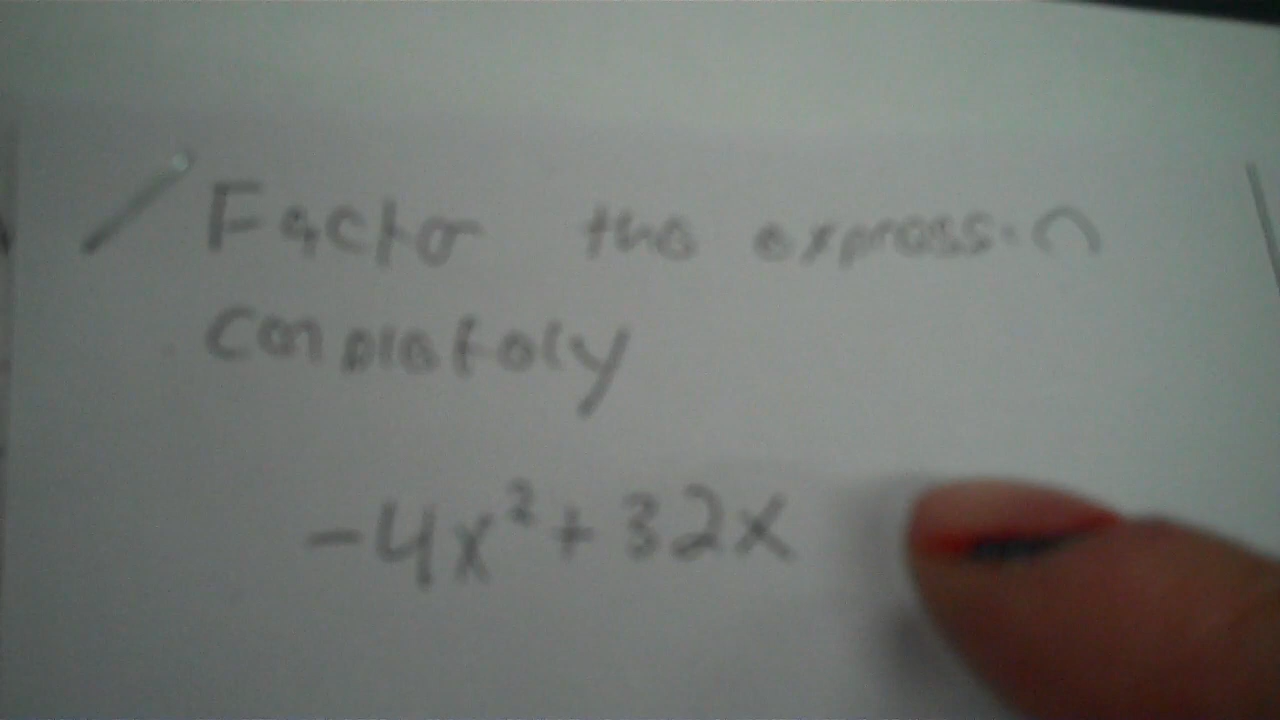 Factor the expression
completely
-4x²+32x